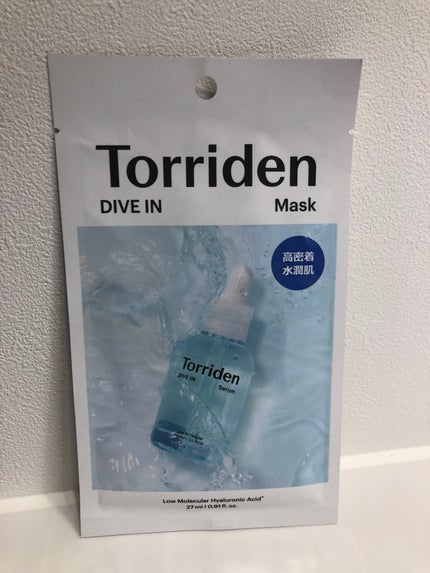 Torriden
DIVE IN Mask
高密着
水潤肌
Torriden
DIVE IN
Serum
Low Molecular Hyaluronic Acid*
27 ml | 0.91 fl. oz.